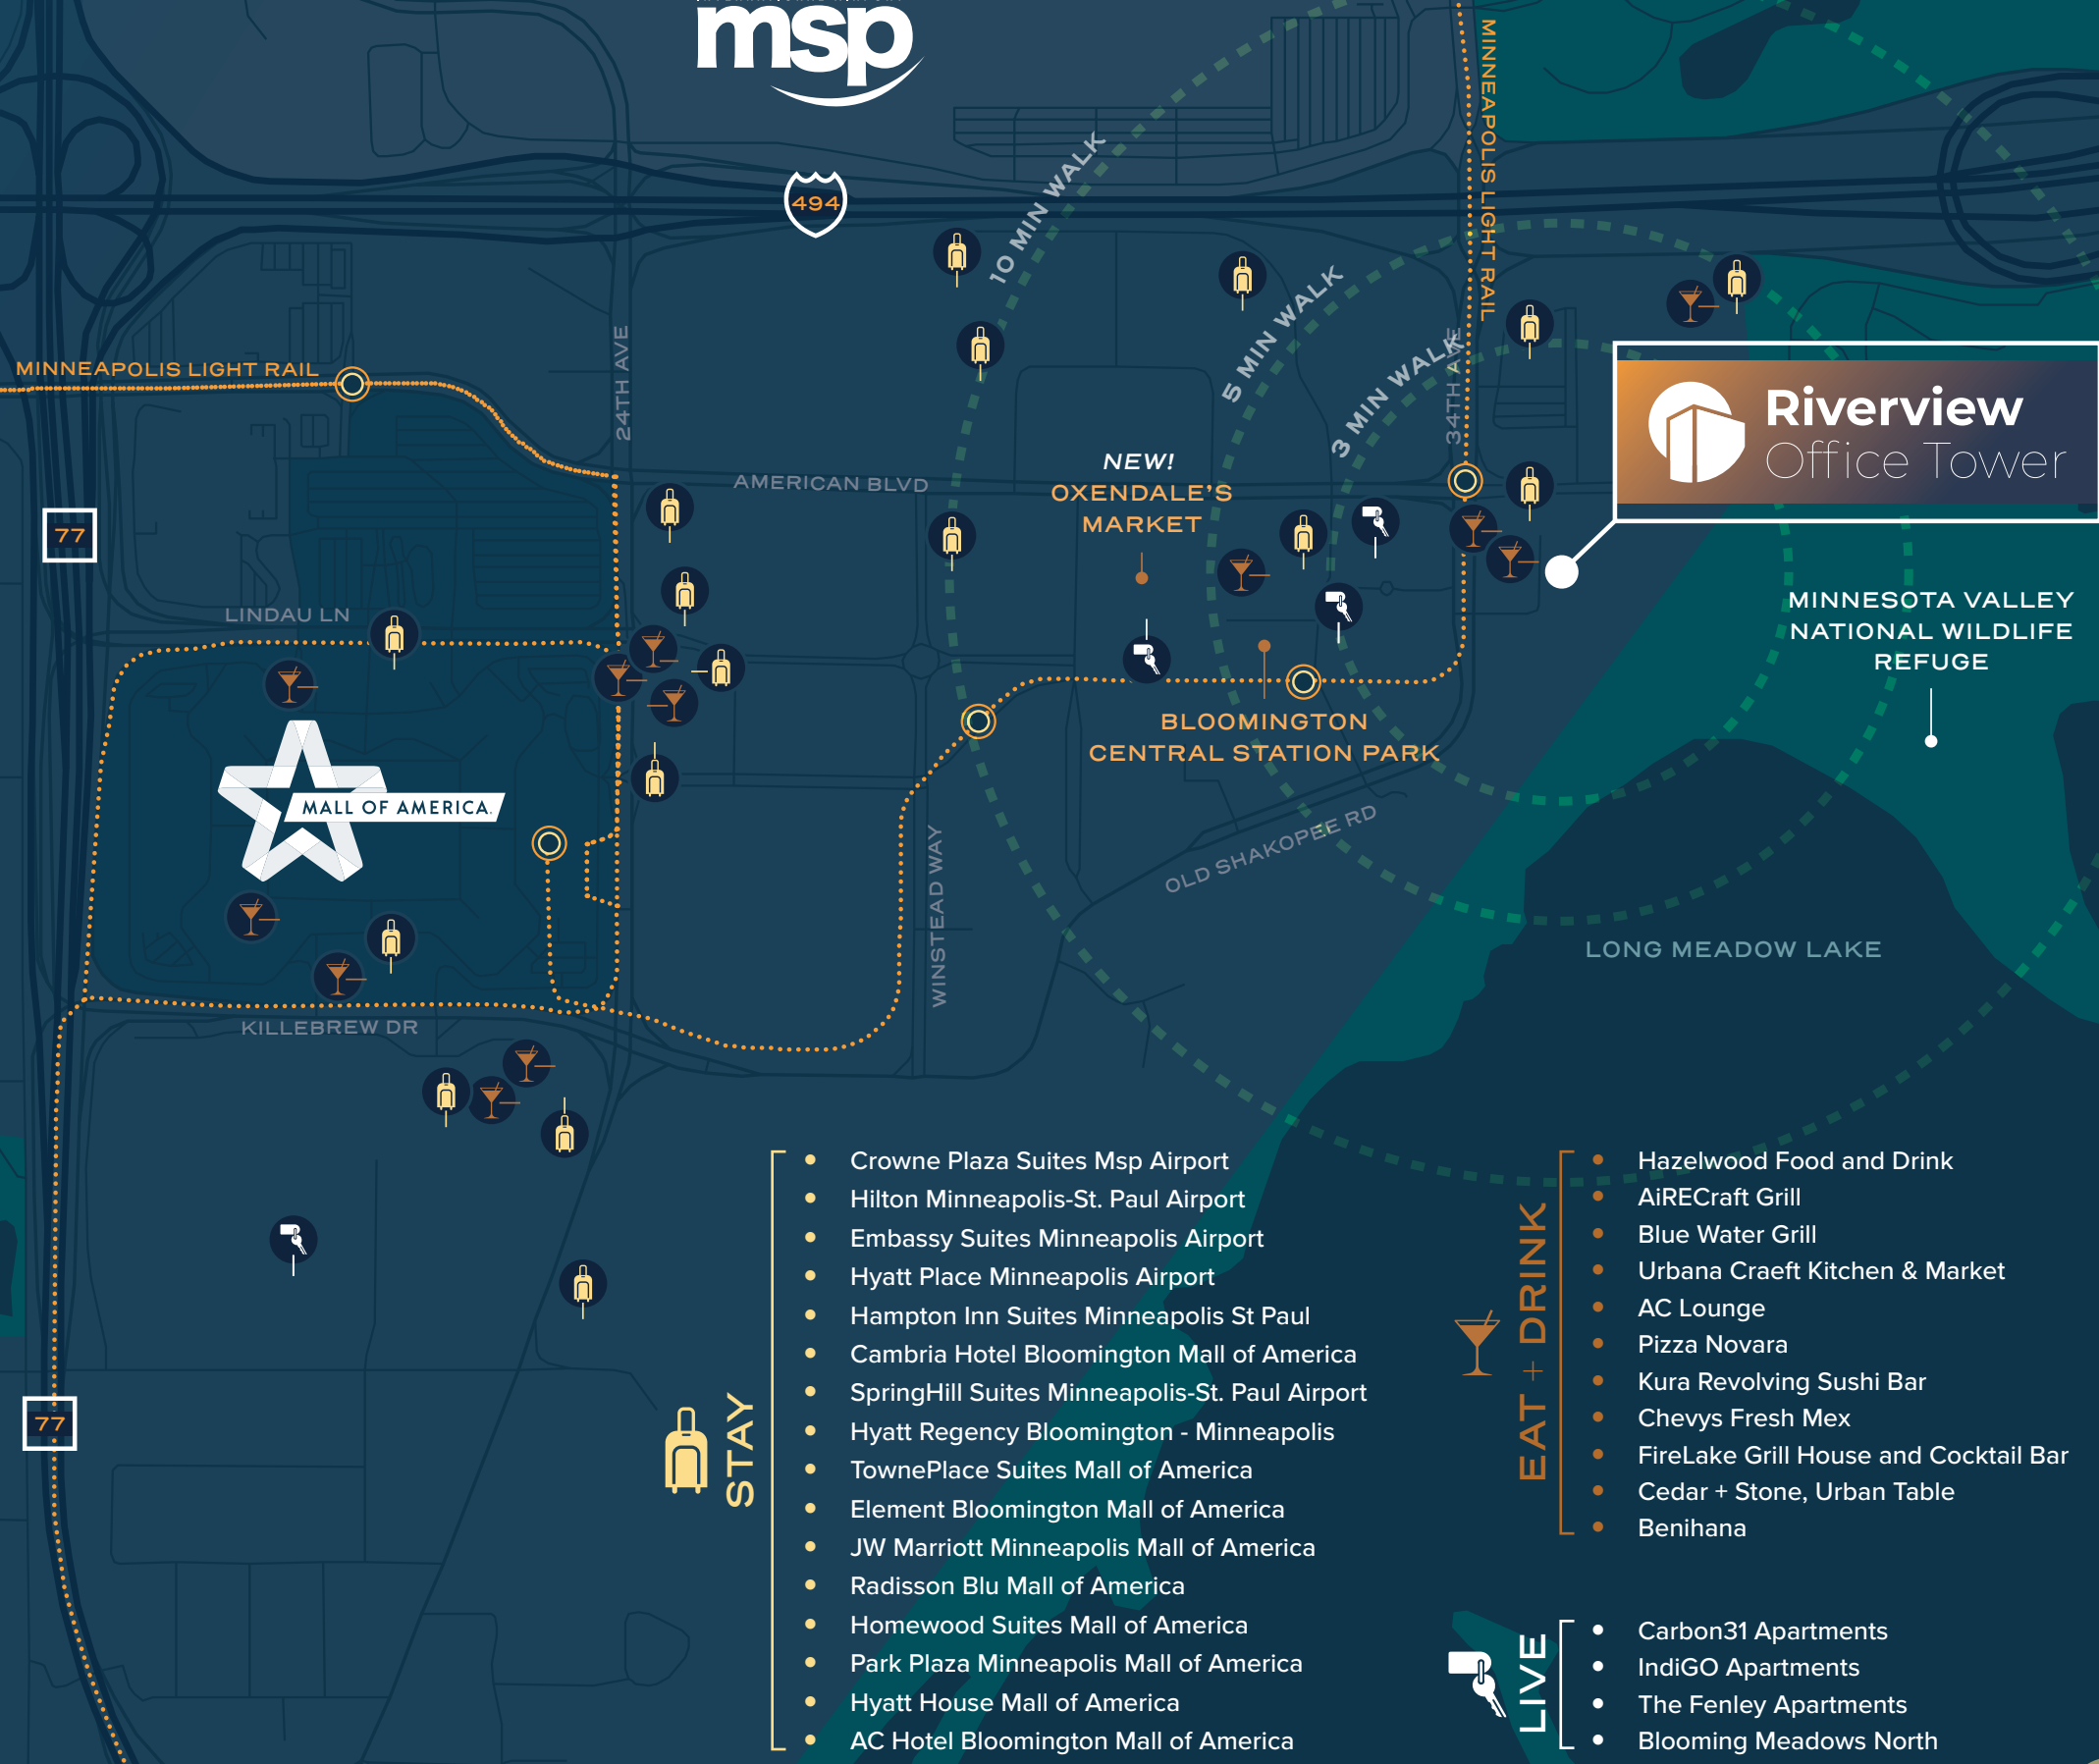 msp
494
10 MIN WALK
5 MIN WALK
3 MIN WALK
MINNEAPOLIS LIGHT RAIL
MINNEAPOLIS LIGHT RAIL
24TH AVE
34TH AVE
Riverview
Office Tower
AMERICAN BLVD
NEW!
OXENDALE'S
MARKET
77
LINDAU LN
MINNESOTA VALLEY
NATIONAL WILDLIFE
REFUGE
BLOOMINGTON
CENTRAL STATION PARK
MALL OF AMERICA.
OLD SHAKOPEE RD
WINSTEAD WAY
LONG MEADOW LAKE
KILLEBREW DR
77
STAY
Crowne Plaza Suites Msp Airport
Hilton Minneapolis-St. Paul Airport
Embassy Suites Minneapolis Airport
Hyatt Place Minneapolis Airport
Hampton Inn Suites Minneapolis St Paul
Cambria Hotel Bloomington Mall of America
SpringHill Suites Minneapolis-St. Paul Airport
Hyatt Regency Bloomington - Minneapolis
TownePlace Suites Mall of America
Element Bloomington Mall of America
JW Marriott Minneapolis Mall of America
Radisson Blu Mall of America
Homewood Suites Mall of America
Park Plaza Minneapolis Mall of America
Hyatt House Mall of America
AC Hotel Bloomington Mall of America
EAT + DRINK
Hazelwood Food and Drink
AiRECraft Grill
Blue Water Grill
Urbana Craeft Kitchen & Market
AC Lounge
Pizza Novara
Kura Revolving Sushi Bar
Chevys Fresh Mex
FireLake Grill House and Cocktail Bar
Cedar + Stone, Urban Table
Benihana
LIVE
Carbon31 Apartments
IndiGO Apartments
The Fenley Apartments
Blooming Meadows North